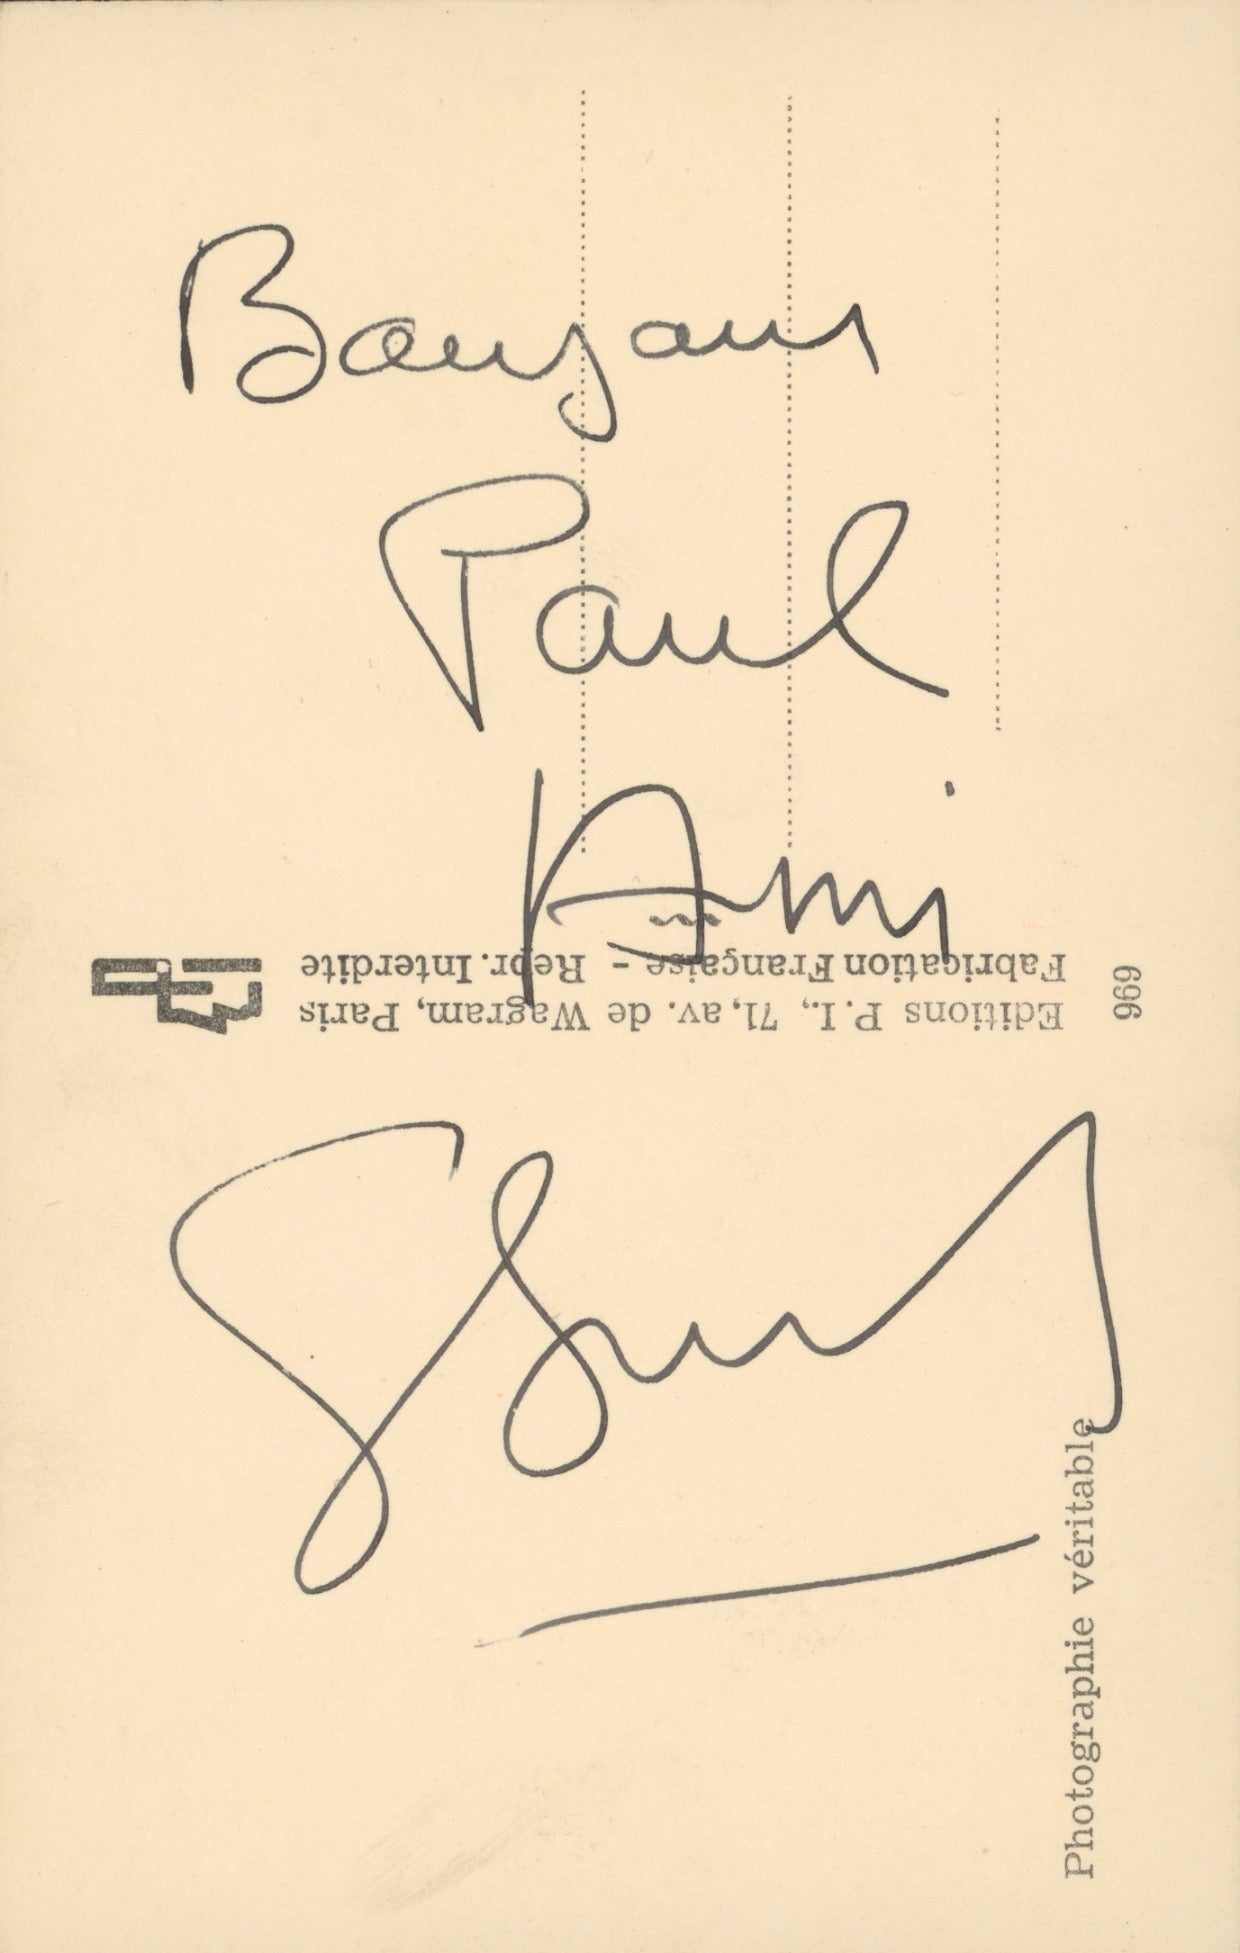 Bonjour
Paul
Ami
Editions P.I., 71, av. de Wagram, Paris
Fabrication Française - Repr. Interdite
969
Photographie véritable